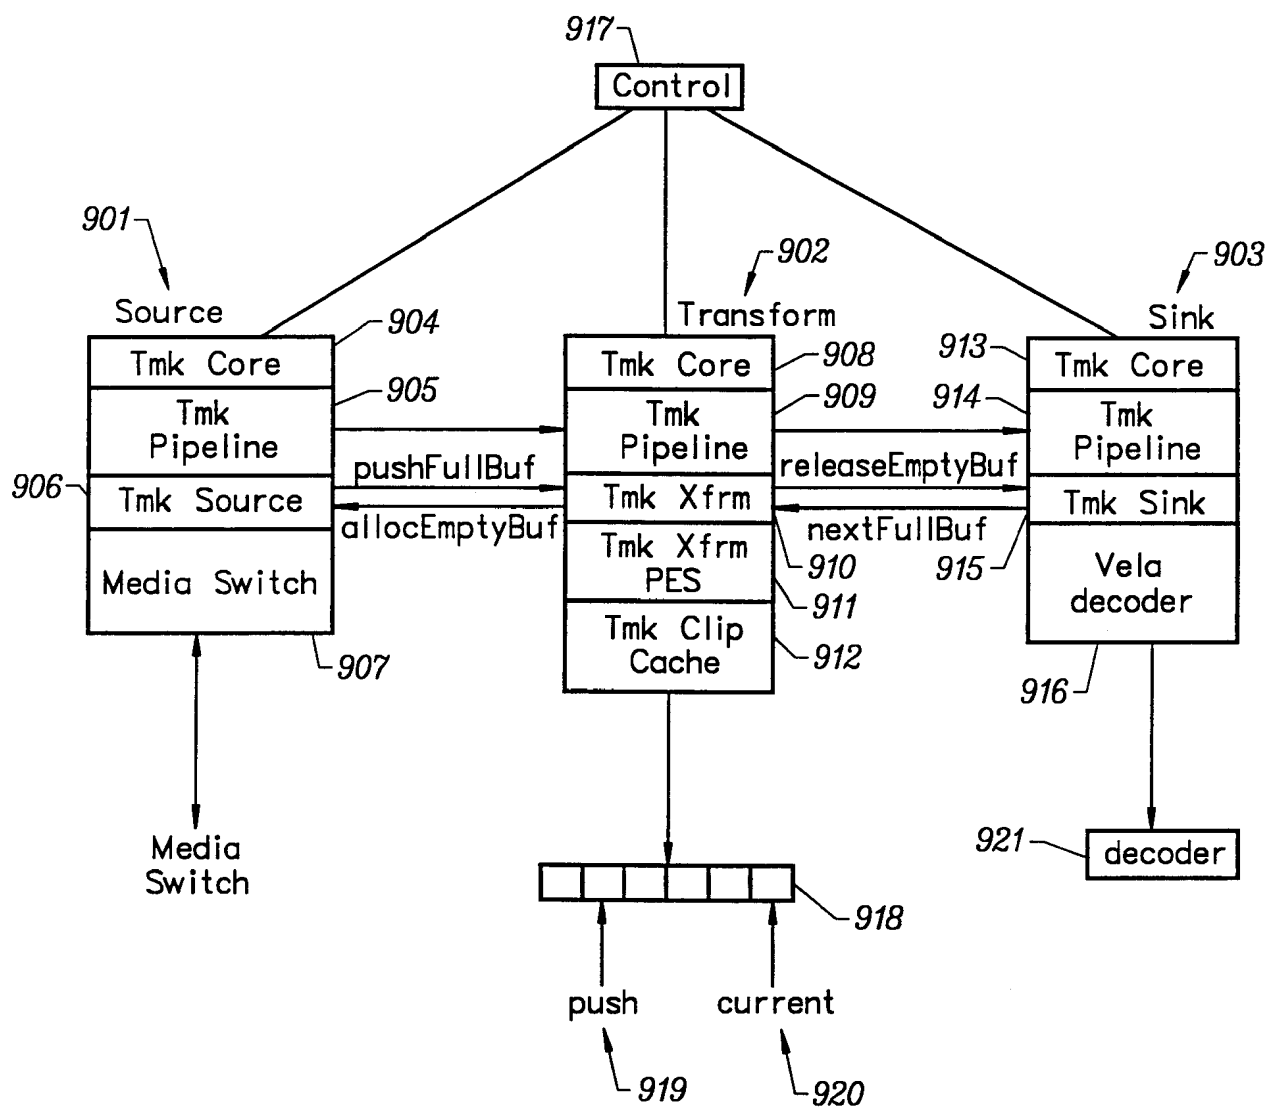 917
Control
901
902
903
Source
Transform
Sink
904
908
913
Tmk Core
Tmk Core
Tmk Core
905
909
914
Tmk
Pipeline
Tmk
Pipeline
Tmk
Pipeline
pushFullBuf
releaseEmptyBuf
906
Tmk Source
Tmk Xfrm
Tmk Sink
allocEmptyBuf
nextFullBuf
910
915
Media Switch
Tmk Xfrm
PES
Vela
decoder
911
907
Tmk Clip
Cache
912
916
Media
Switch
921
decoder
918
push
current
919
920